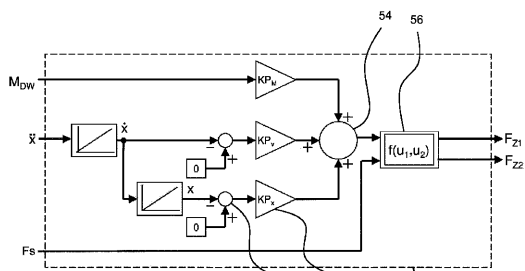 54
56
M_DW
KP_M
+
ẍ
ẋ
−
+
0
KP_v
+
+
f(u₁,u₂)
F_Z1
F_Z2
x
−
+
0
KP_x
Fs